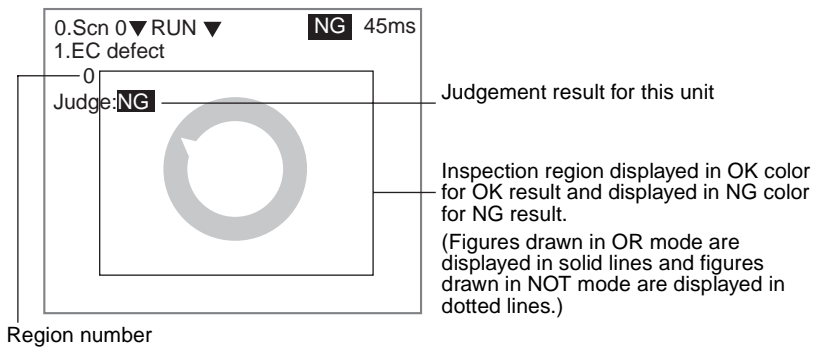 0.Scn 0▼ RUN ▼ NG 45ms
1.EC defect
0
Judge:NG
Judgement result for this unit
Inspection region displayed in OK color
for OK result and displayed in NG color
for NG result.
(Figures drawn in OR mode are
displayed in solid lines and figures
drawn in NOT mode are displayed in
dotted lines.)
Region number